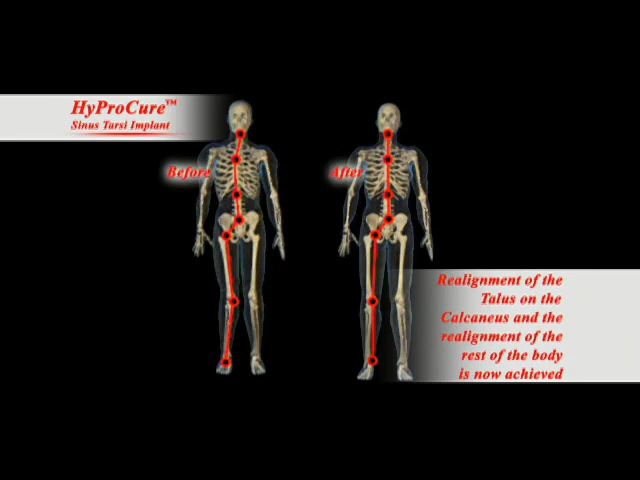 HyProCure™
Sinus Tarsi Implant
Before
After
Realignment of the
Talus on the
Calcaneus and the
realignment of the
rest of the body
is now achieved